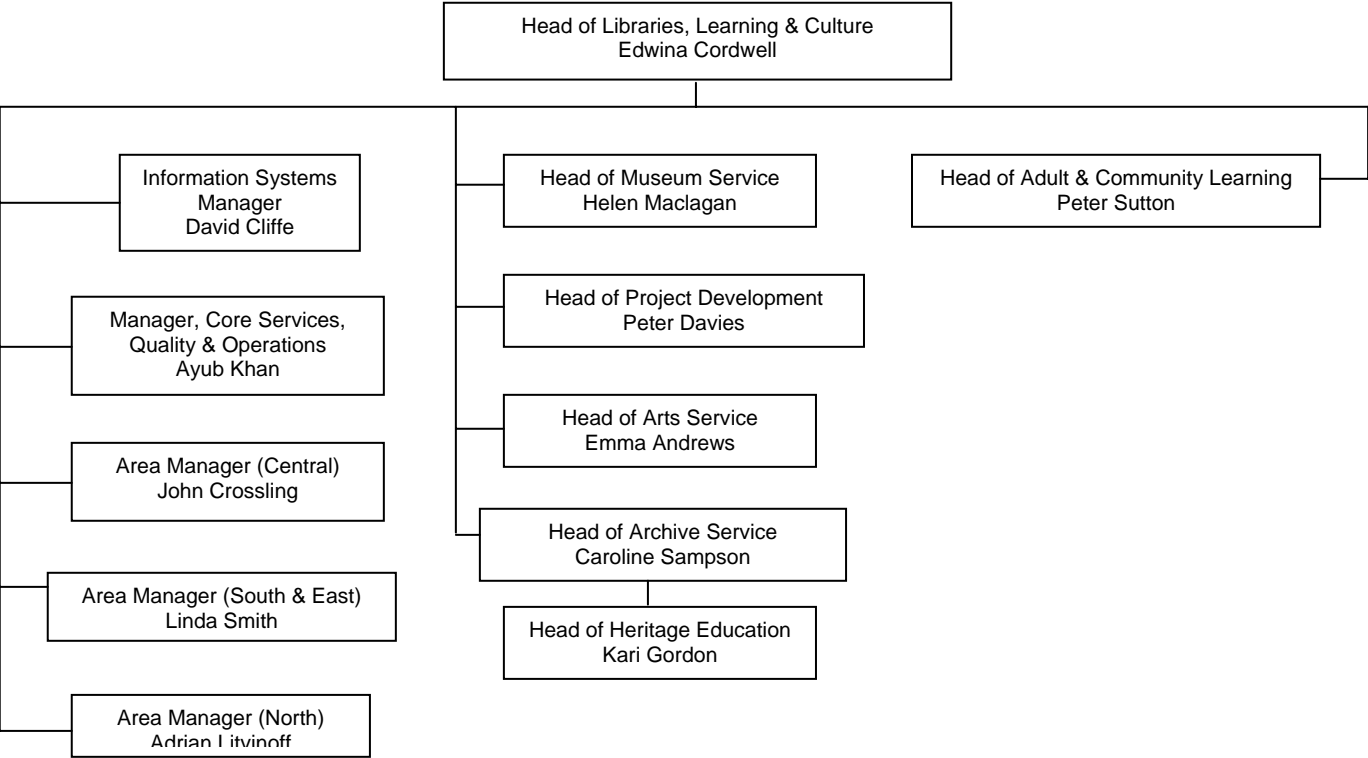 Head of Libraries, Learning & Culture
Edwina Cordwell
Information Systems
Manager
David Cliffe
Manager, Core Services,
Quality & Operations
Ayub Khan
Area Manager (Central)
John Crossling
Area Manager (South & East)
Linda Smith
Area Manager (North)
Adrian Litvinoff
Head of Museum Service
Helen Maclagan
Head of Project Development
Peter Davies
Head of Arts Service
Emma Andrews
Head of Archive Service
Caroline Sampson
Head of Heritage Education
Kari Gordon
Head of Adult & Community Learning
Peter Sutton